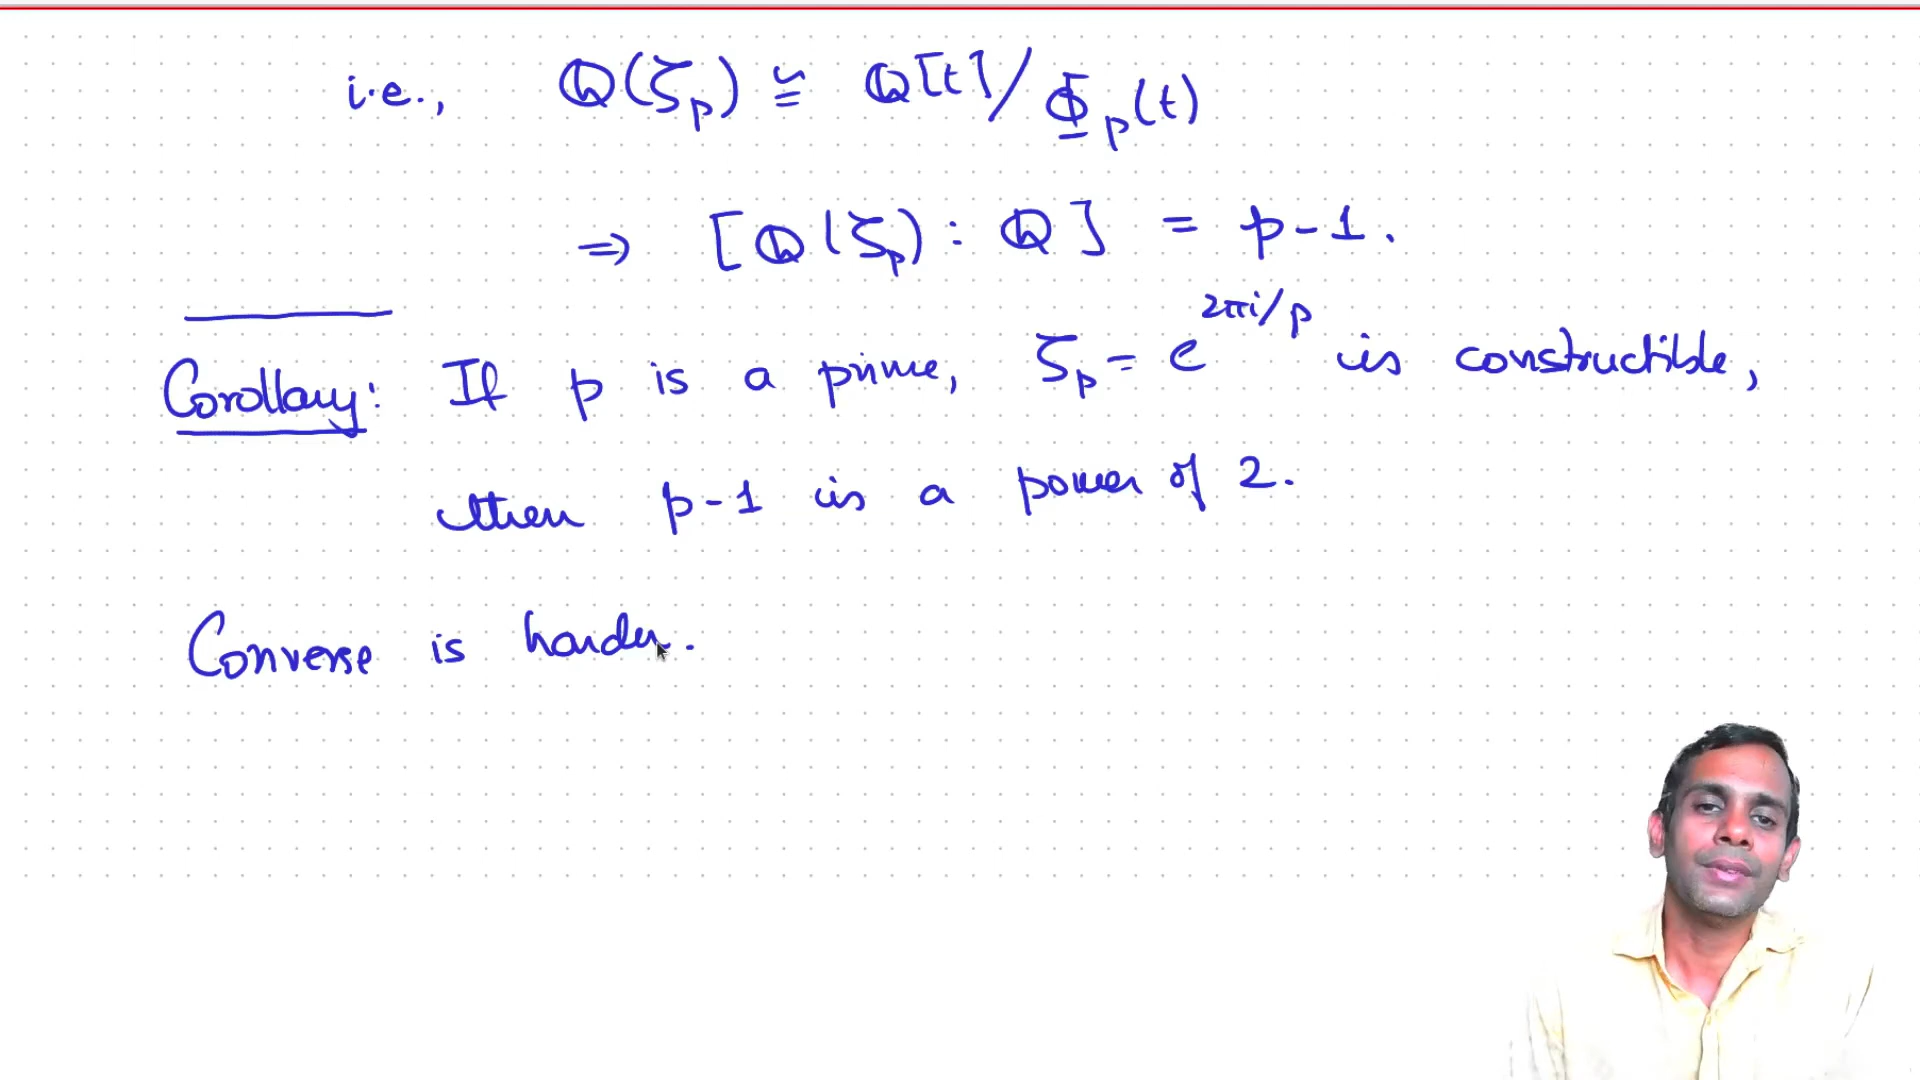 i.e., ℚ(ζ_p) ≅ ℚ[t]/Φ_p(t)
⇒ [ℚ(ζ_p) : ℚ] = p-1.
Corollary: If p is a prime, ζ_p = e^{2πi/p} is constructible,
then p-1 is a power of 2.
Converse is harder.